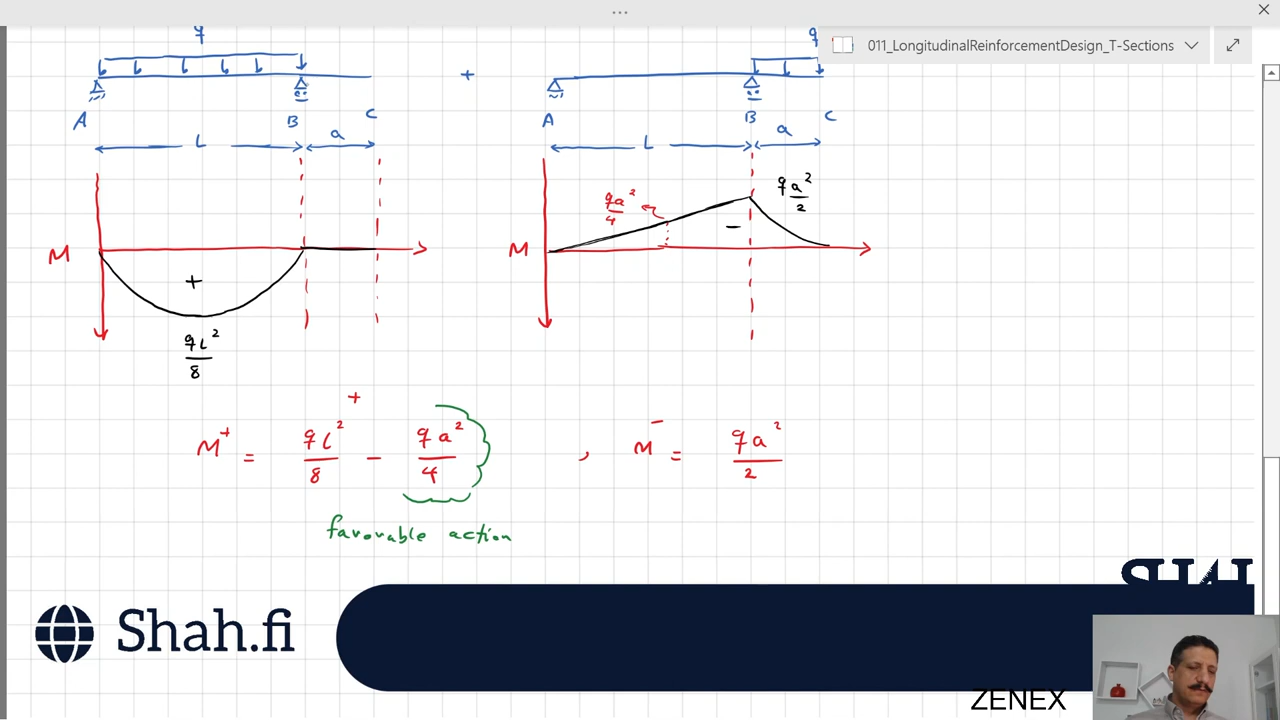 011_LongitudinalReinforcementDesign_T-Sections
q
q
+
A B C
A B C
L a
L a
qa²/2
qa²/4
M
M
+
−
qL²/8
+
M⁺ = qL²/8 − qa²/4 , M⁻ = qa²/2
favorable action
Shah.fi
ZENEX